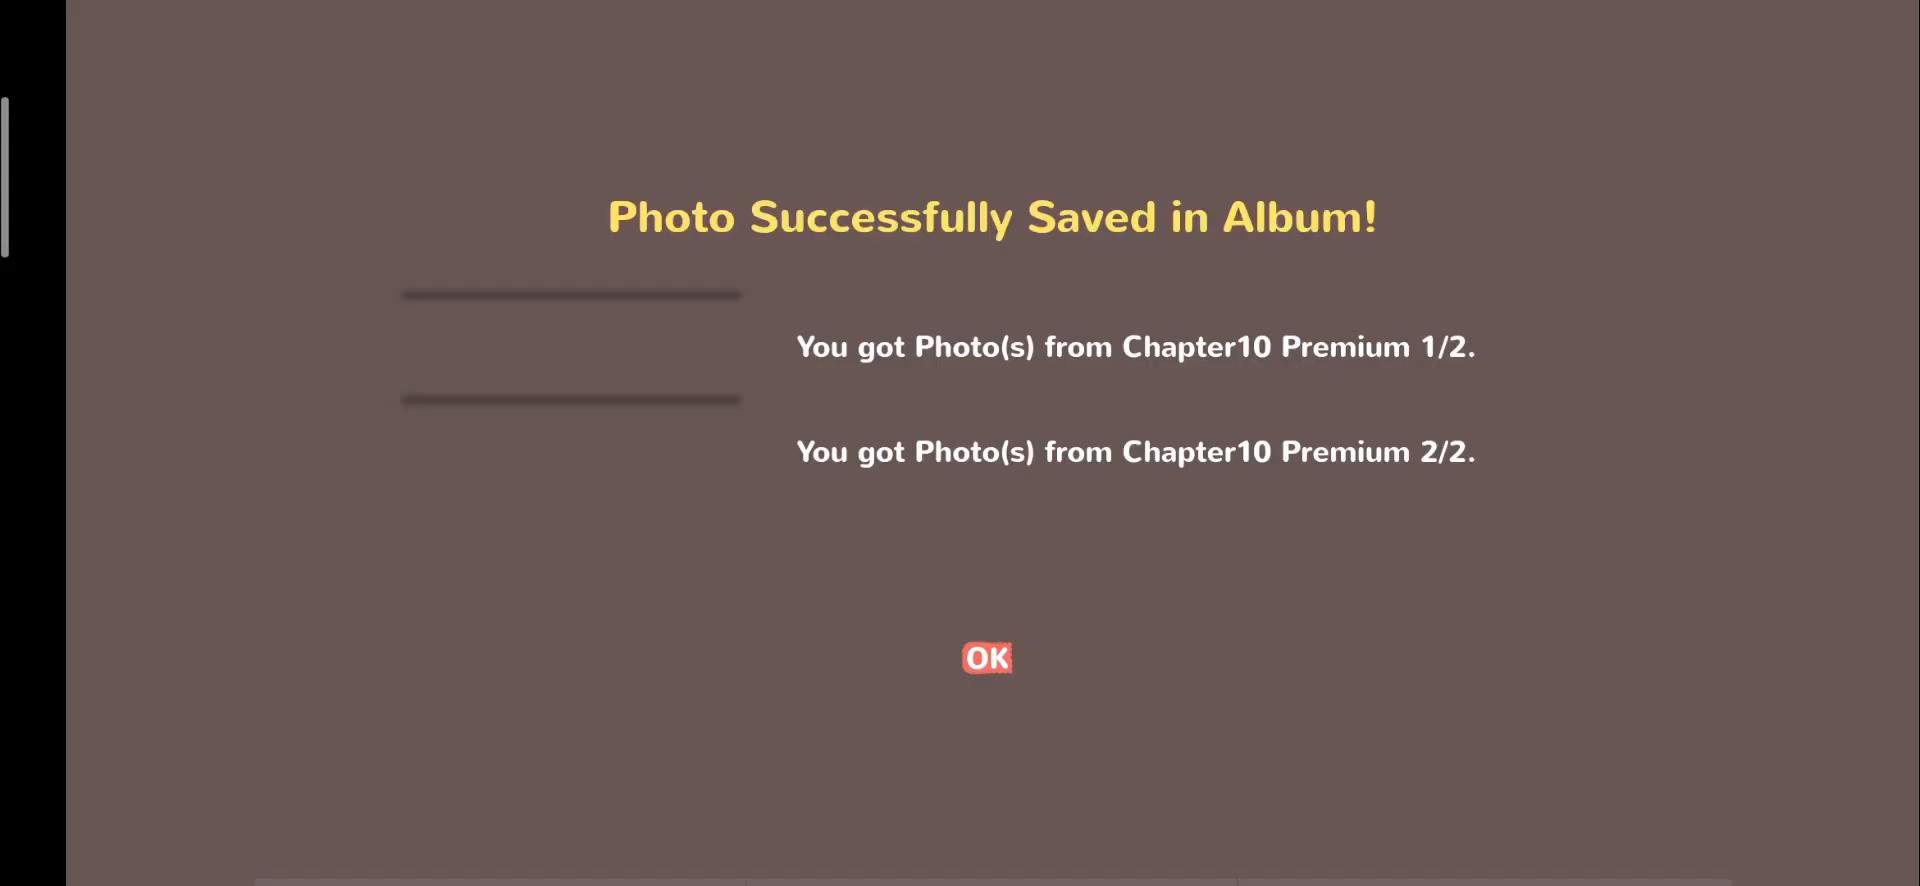 Photo Successfully Saved in Album!
You got Photo(s) from Chapter10 Premium 1/2.
You got Photo(s) from Chapter10 Premium 2/2.
OK